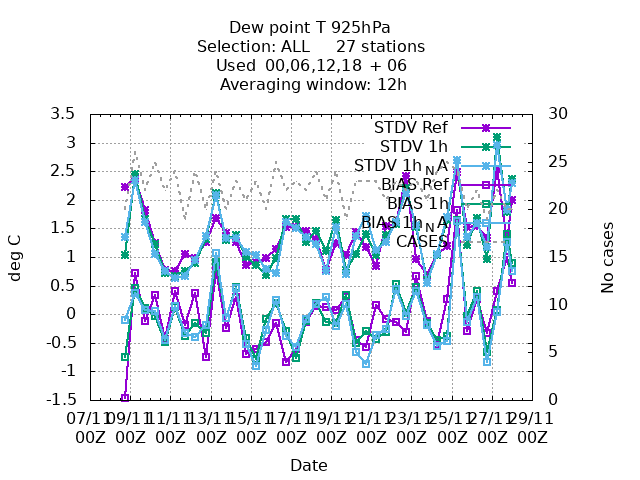 Dew point T 925hPa
Selection: ALL 27 stations
Used 00,06,12,18 + 06
Averaging window: 12h
3.5
3
2.5
2
1.5
1
0.5
0
-0.5
-1
-1.5
deg C
30
25
20
15
10
5
0
No cases
STDV Ref
STDV 1h
STDV 1h N A
BIAS Ref
BIAS 1h
BIAS 1h N A
CASES
07/11 09/11 11/11 13/11 15/11 17/11 19/11 21/11 23/11 25/11 27/11 29/11
00Z 00Z 00Z 00Z 00Z 00Z 00Z 00Z 00Z 00Z 00Z 00Z
Date